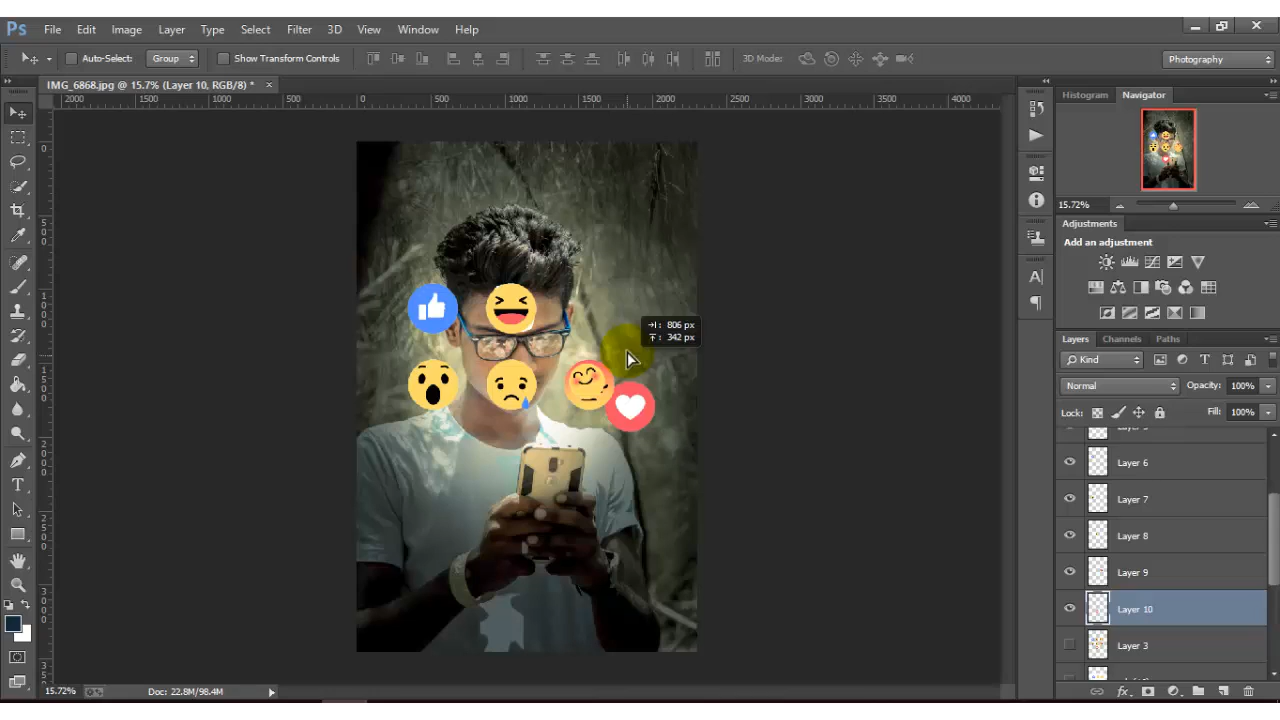 Ps File Edit Image Layer Type Select Filter 3D View Window Help
Auto-Select: Group Show Transform Controls 3D Mode: Photography
IMG_6868.jpg @ 15.7% (Layer 10, RGB/8) * ×
2000 1500 1000 500 0 500 1000 1500 2000 2500 3000 3500 4000
Histogram Navigator
15.72%
Adjustments
Add an adjustment
→|: 806 px
342 px
Layers Channels Paths
Kind
Normal Opacity: 100%
Lock: Fill: 100%
Layer 6
Layer 7
Layer 8
Layer 9
Layer 10
Layer 3
15.72% Doc: 22.8M/98.4M